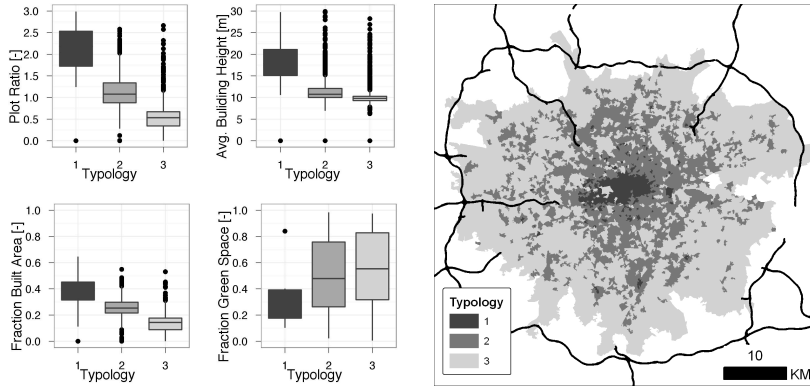 Plot Ratio [-]
3.0
2.5
2.0
1.5
1.0
0.5
0.0
1 2 3
Typology
Avg. Building Height [m]
30
25
20
15
10
5
0
1 2 3
Typology
Fraction Built Area [-]
1.0
0.8
0.6
0.4
0.2
0.0
1 2 3
Typology
Fraction Green Space [-]
1.0
0.8
0.6
0.4
0.2
0.0
1 2 3
Typology
Typology
1
2
3
10
KM